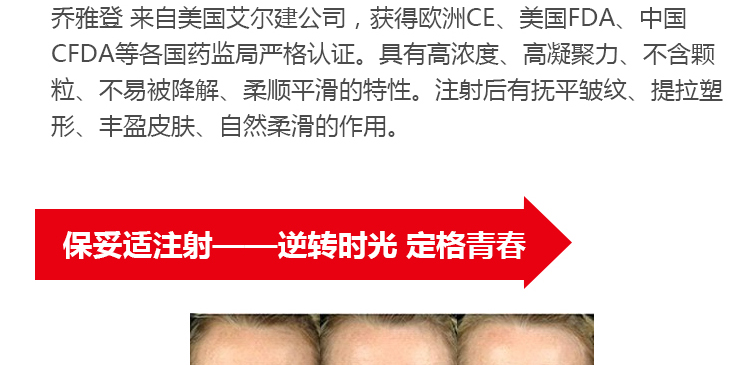 乔雅登 来自美国艾尔建公司，获得欧洲CE、美国FDA、中国
CFDA等各国药监局严格认证。具有高浓度、高凝聚力、不含颗
粒、不易被降解、柔顺平滑的特性。注射后有抚平皱纹、提拉塑
形、丰盈皮肤、自然柔滑的作用。
保妥适注射——逆转时光 定格青春